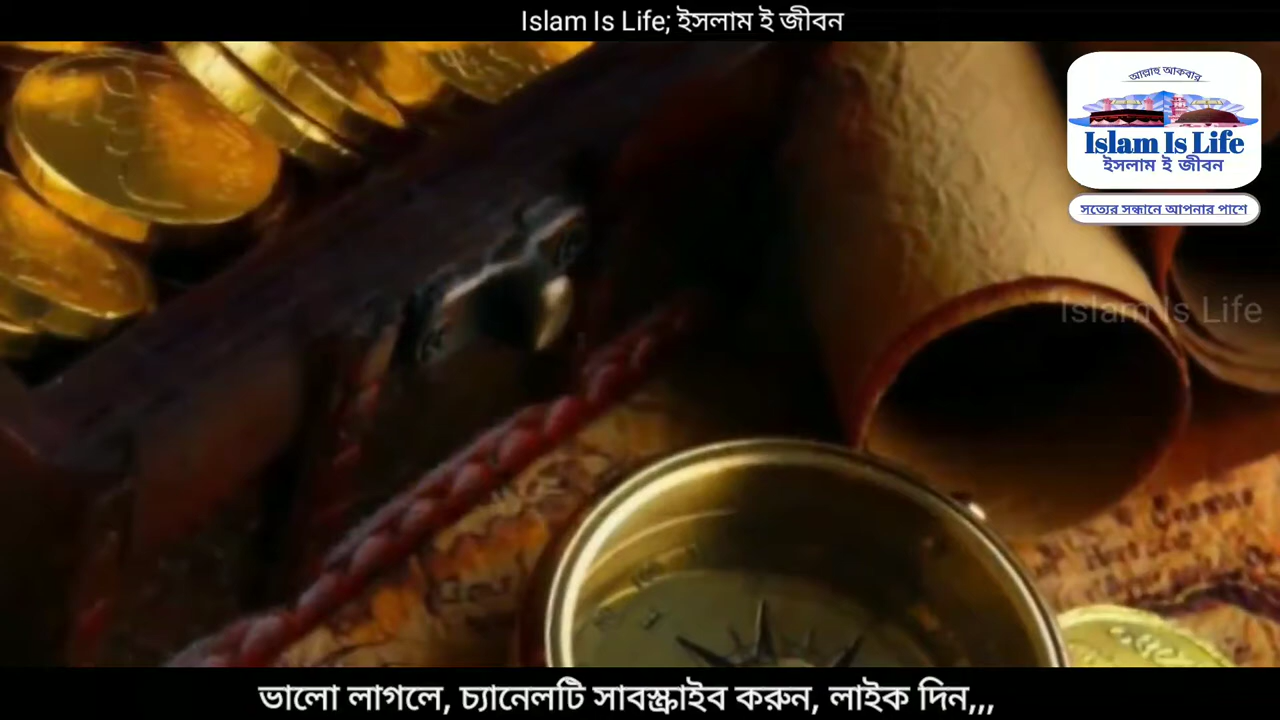 Islam Is Life; ইসলাম ই জীবন
আল্লাহু আকবার
Islam Is Life
ইসলাম ই জীবন
সত্যের সন্ধানে আপনার পাশে
Islam Is Life
ভালো লাগলে, চ্যানেলটি সাবস্ক্রাইব করুন, লাইক দিন,,,